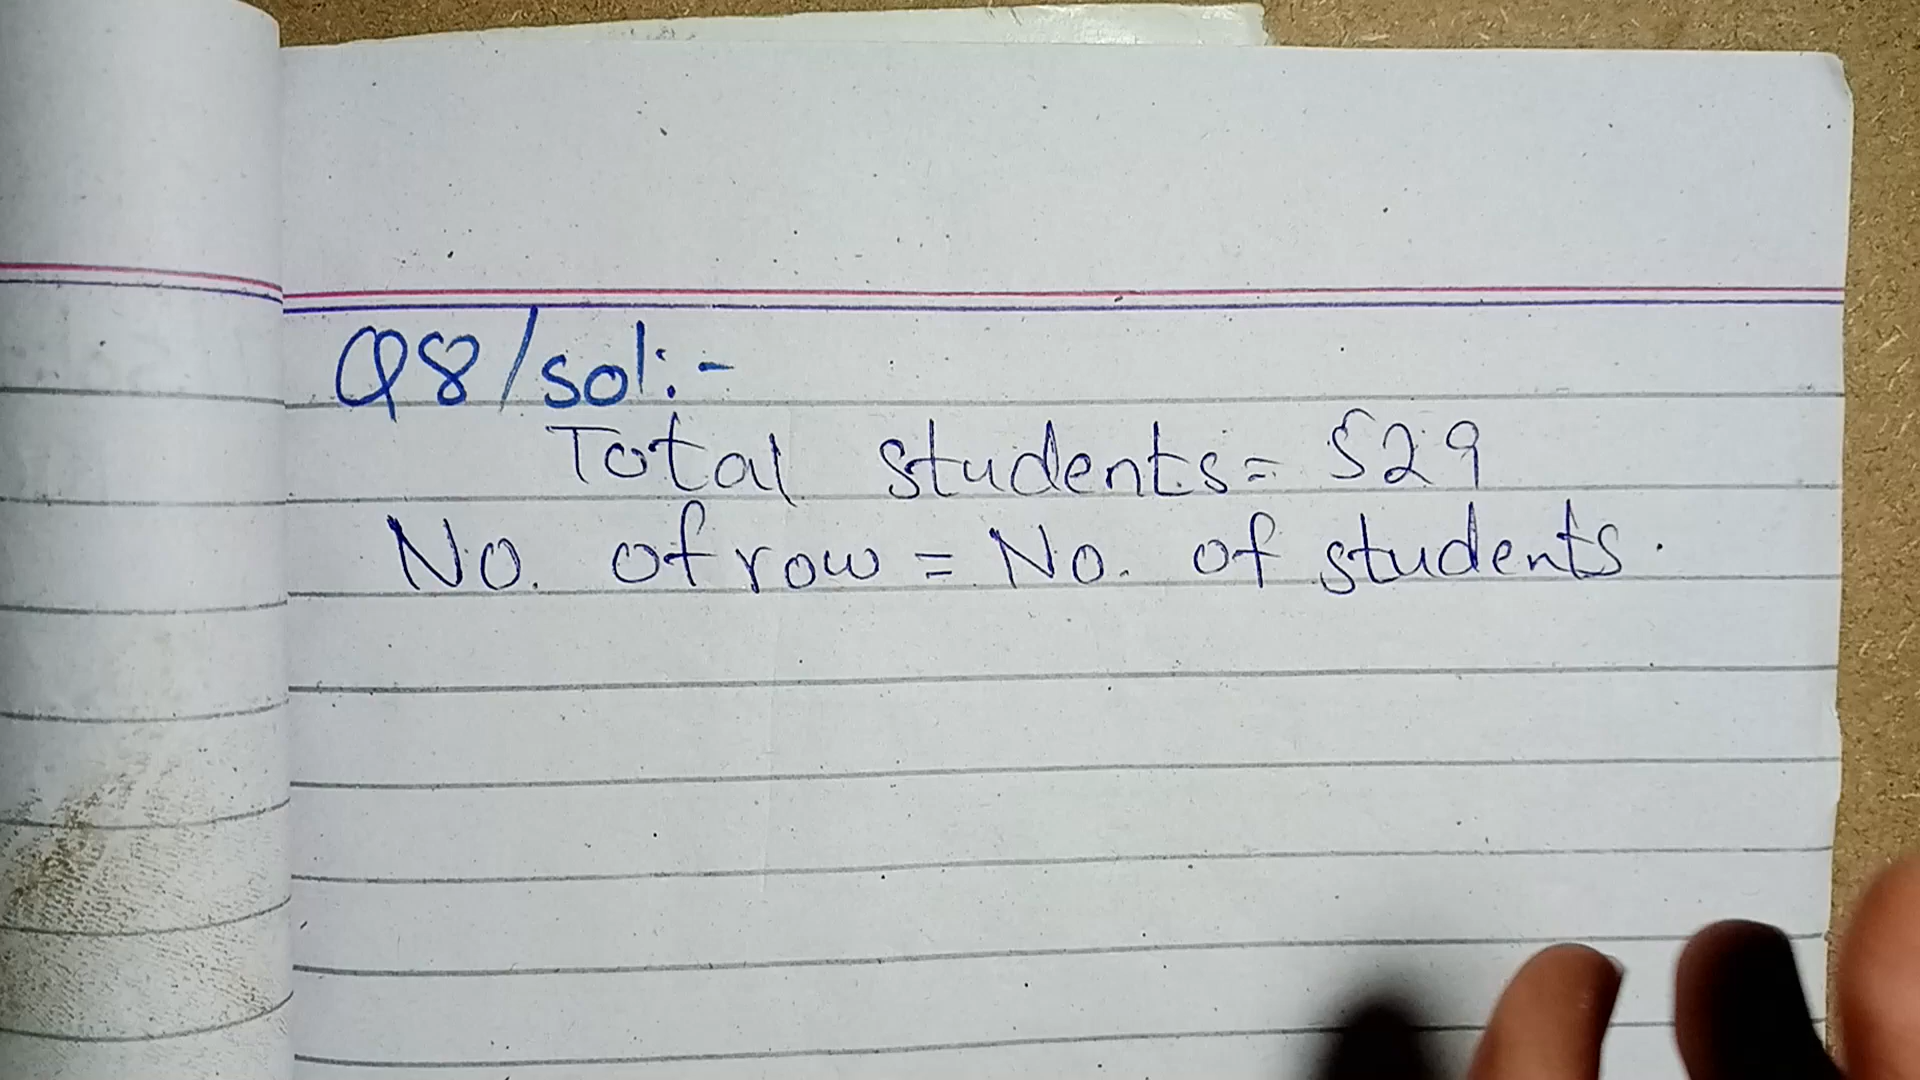 Q8/sol:-
Total students = 529
No. of row = No. of students.